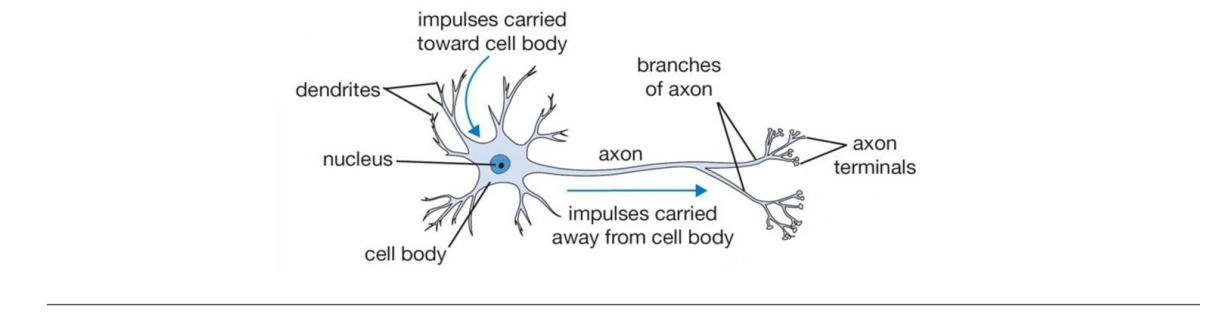 impulses carried
toward cell body
branches
of axon
dendrites
axon
terminals
nucleus
axon
impulses carried
away from cell body
cell body